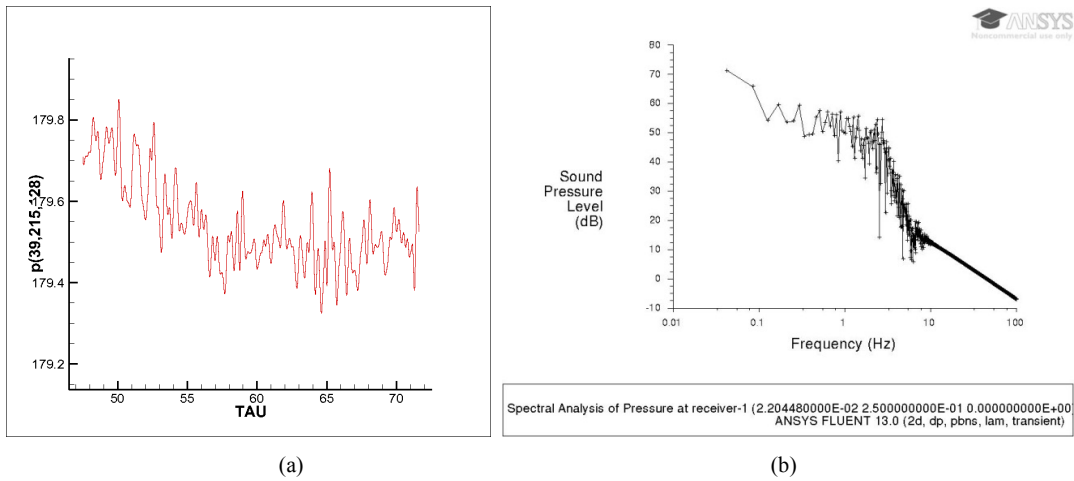 179.8
179.6
179.4
179.2
p(39,215,128)
50
55
60
65
70
TAU
(a)
ANSYS
Noncommercial use only
80
70
60
50
40
30
20
10
0
-10
Sound
Pressure
Level
(dB)
0.01
0.1
1
10
100
Frequency (Hz)
Spectral Analysis of Pressure at receiver-1 (2.204480000E-02 2.500000000E-01 0.000000000E+00)
ANSYS FLUENT 13.0 (2d, dp, pbns, lam, transient)
(b)